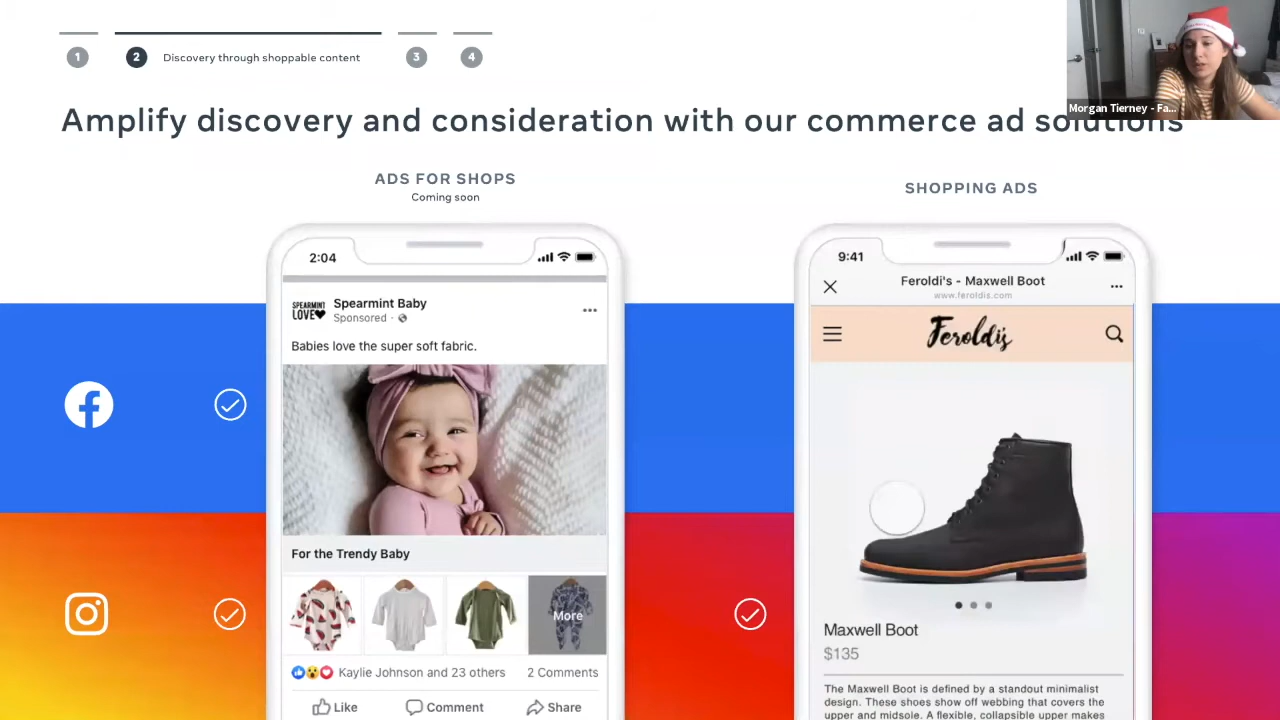 1
2
Discovery through shoppable content
3
4
Morgan Tierney - Fa...
Amplify discovery and consideration with our commerce ad solutions
ADS FOR SHOPS
Coming soon
SHOPPING ADS
2:04
SPEARMINT
LOVE
Spearmint Baby
Sponsored ·
Babies love the super soft fabric.
For the Trendy Baby
More
Kaylie Johnson and 23 others
2 Comments
Like
Comment
Share
9:41
Feroldi's - Maxwell Boot
www.feroldis.com
Feroldi's
Maxwell Boot
$135
The Maxwell Boot is defined by a standout minimalist
design. These shoes show off webbing that covers the
upper and midsole. A flexible, collapsible upper makes